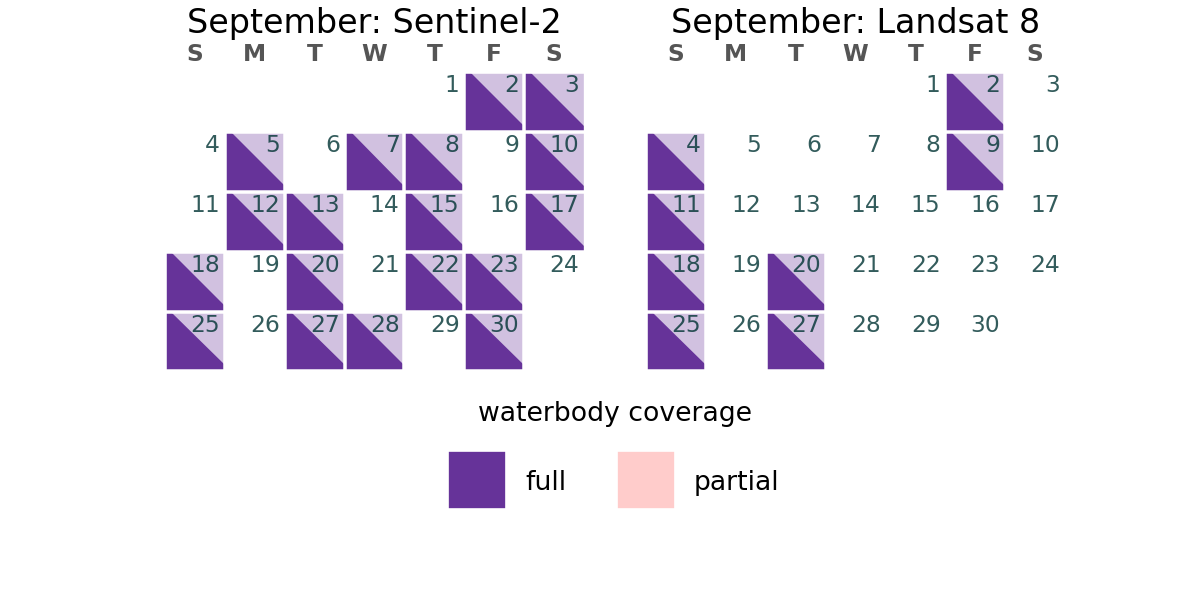 September: Sentinel-2
S M T W T F S
1 2 3
4 5 6 7 8 9 10
11 12 13 14 15 16 17
18 19 20 21 22 23 24
25 26 27 28 29 30
September: Landsat 8
S M T W T F S
1 2 3
4 5 6 7 8 9 10
11 12 13 14 15 16 17
18 19 20 21 22 23 24
25 26 27 28 29 30
waterbody coverage
full partial